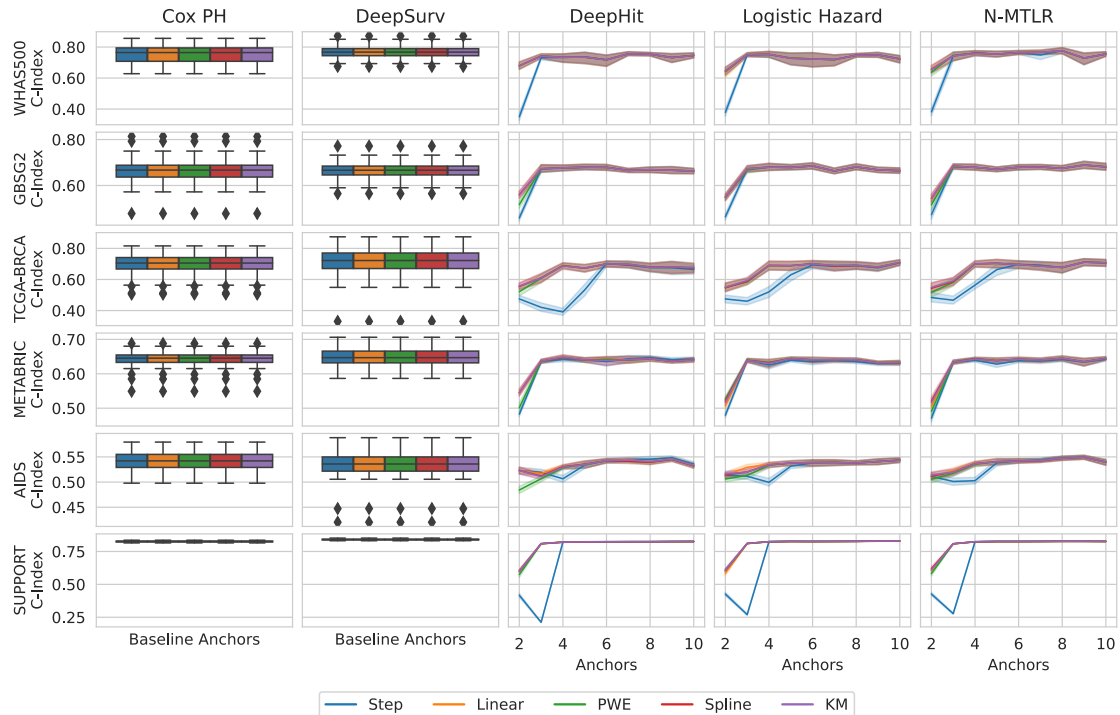 Cox PH DeepSurv DeepHit Logistic Hazard N-MTLR
WHAS500
C-Index
0.80
0.60
0.40
GBSG2
C-Index
0.80
0.60
TCGA-BRCA
C-Index
0.80
0.60
0.40
METABRIC
C-Index
0.70
0.60
0.50
AIDS
C-Index
0.55
0.50
0.45
SUPPORT
C-Index
0.75
0.50
0.25
2 4 6 8 10 2 4 6 8 10 2 4 6 8 10
Baseline Anchors Baseline Anchors Anchors Anchors Anchors
Step Linear PWE Spline KM